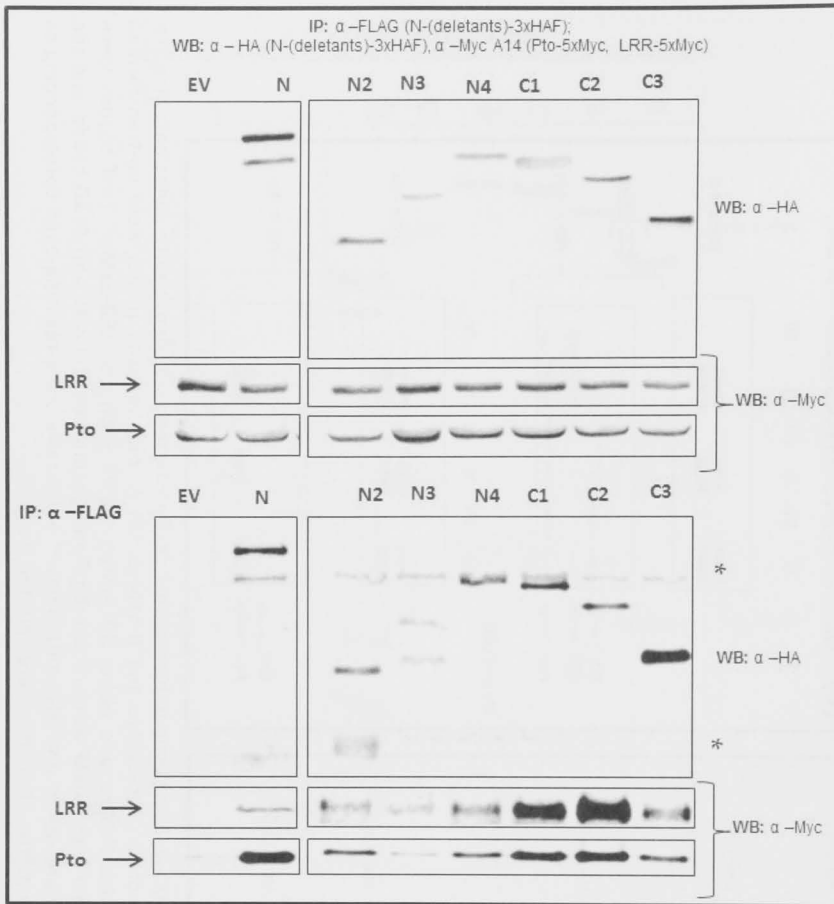 IP: α –FLAG (N-(deletants)-3xHAF);
WB: α – HA (N-(deletants)-3xHAF), α –Myc A14 (Pto-5xMyc, LRR-5xMyc)
EV N N2 N3 N4 C1 C2 C3
WB: α –HA
LRR →
WB: α –Myc
Pto →
EV N N2 N3 N4 C1 C2 C3
IP: α –FLAG
*
WB: α –HA
*
LRR →
WB: α –Myc
Pto →